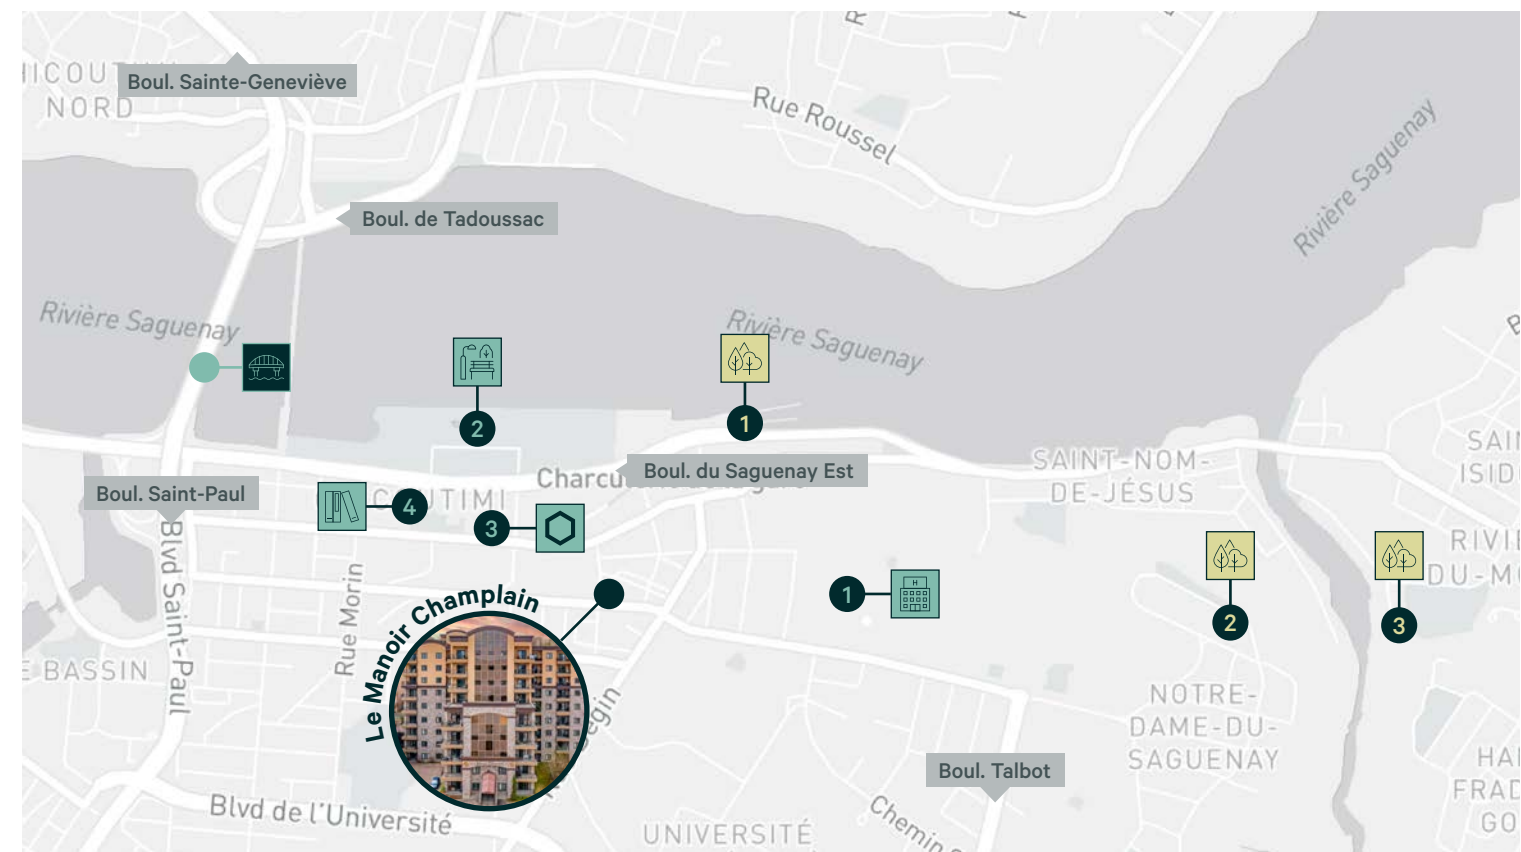 Boul. Sainte-Geneviève
NORD
Rue Roussel
Rivière Saguenay
Boul. de Tadoussac
Rivière Saguenay
Rivière Saguenay
2
1
Boul. du Saguenay Est
SAINT-NOM-
DE-JÉSUS
Boul. Saint-Paul
4
3
Blvd Saint-Paul
Rue Morin
Le Manoir Champlain
H
1
2
3
BASSIN
NOTRE-
DAME-DU-
SAGUENAY
Boul. Talbot
Blvd de l'Université
UNIVERSITÉ
Chemin